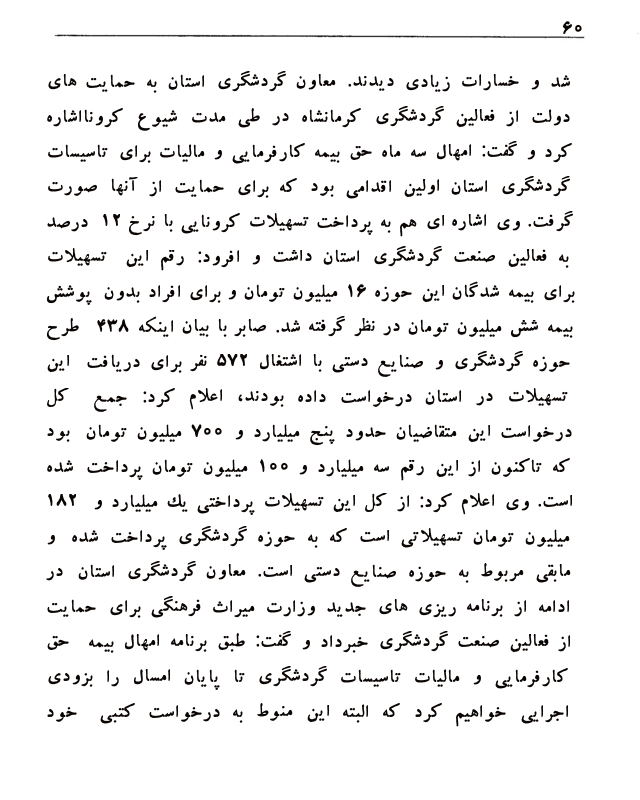 ۶۰
شد و خسارات زیادی دیدند. معاون گردشگری استان به حمایت های
دولت از فعالین گردشگری کرمانشاه در طی مدت شیوع کرونااشاره
کرد و گفت: امهال سه ماه حق بیمه کارفرمایی و مالیات برای تاسیسات
گردشگری استان اولین اقدامی بود که برای حمایت از آنها صورت
گرفت. وی اشاره ای هم به پرداخت تسهیلات کرونایی با نرخ ۱۲ درصد
به فعالین صنعت گردشگری استان داشت و افرود: رقم این تسهیلات
برای بیمه شدگان این حوزه ۱۶ میلیون تومان و برای افراد بدون پوشش
بیمه شش میلیون تومان در نظر گرفته شد. صابر با بیان اینکه ۴۳۸ طرح
حوزه گردشگری و صنایع دستی با اشتغال ۵۷۲ نفر برای دریافت این
تسهیلات در استان درخواست داده بودند، اعلام کرد: جمع کل
درخواست این متقاضیان حدود پنج میلیارد و ۷۰۰ میلیون تومان بود
که تاکنون از این رقم سه میلیارد و ۱۰۰ میلیون تومان پرداخت شده
است. وی اعلام کرد: از کل این تسهیلات پرداختی یك میلیارد و ۱۸۲
میلیون تومان تسهیلاتی است که به حوزه گردشگری پرداخت شده و
مابقی مربوط به حوزه صنایع دستی است. معاون گردشگری استان در
ادامه از برنامه ریزی های جدید وزارت میراث فرهنگی برای حمایت
از فعالین صنعت گردشگری خبرداد و گفت: طبق برنامه امهال بیمه حق
کارفرمایی و مالیات تاسیسات گردشگری تا پایان امسال را بزودی
اجرایی خواهیم کرد که البته این منوط به درخواست کتبی خود